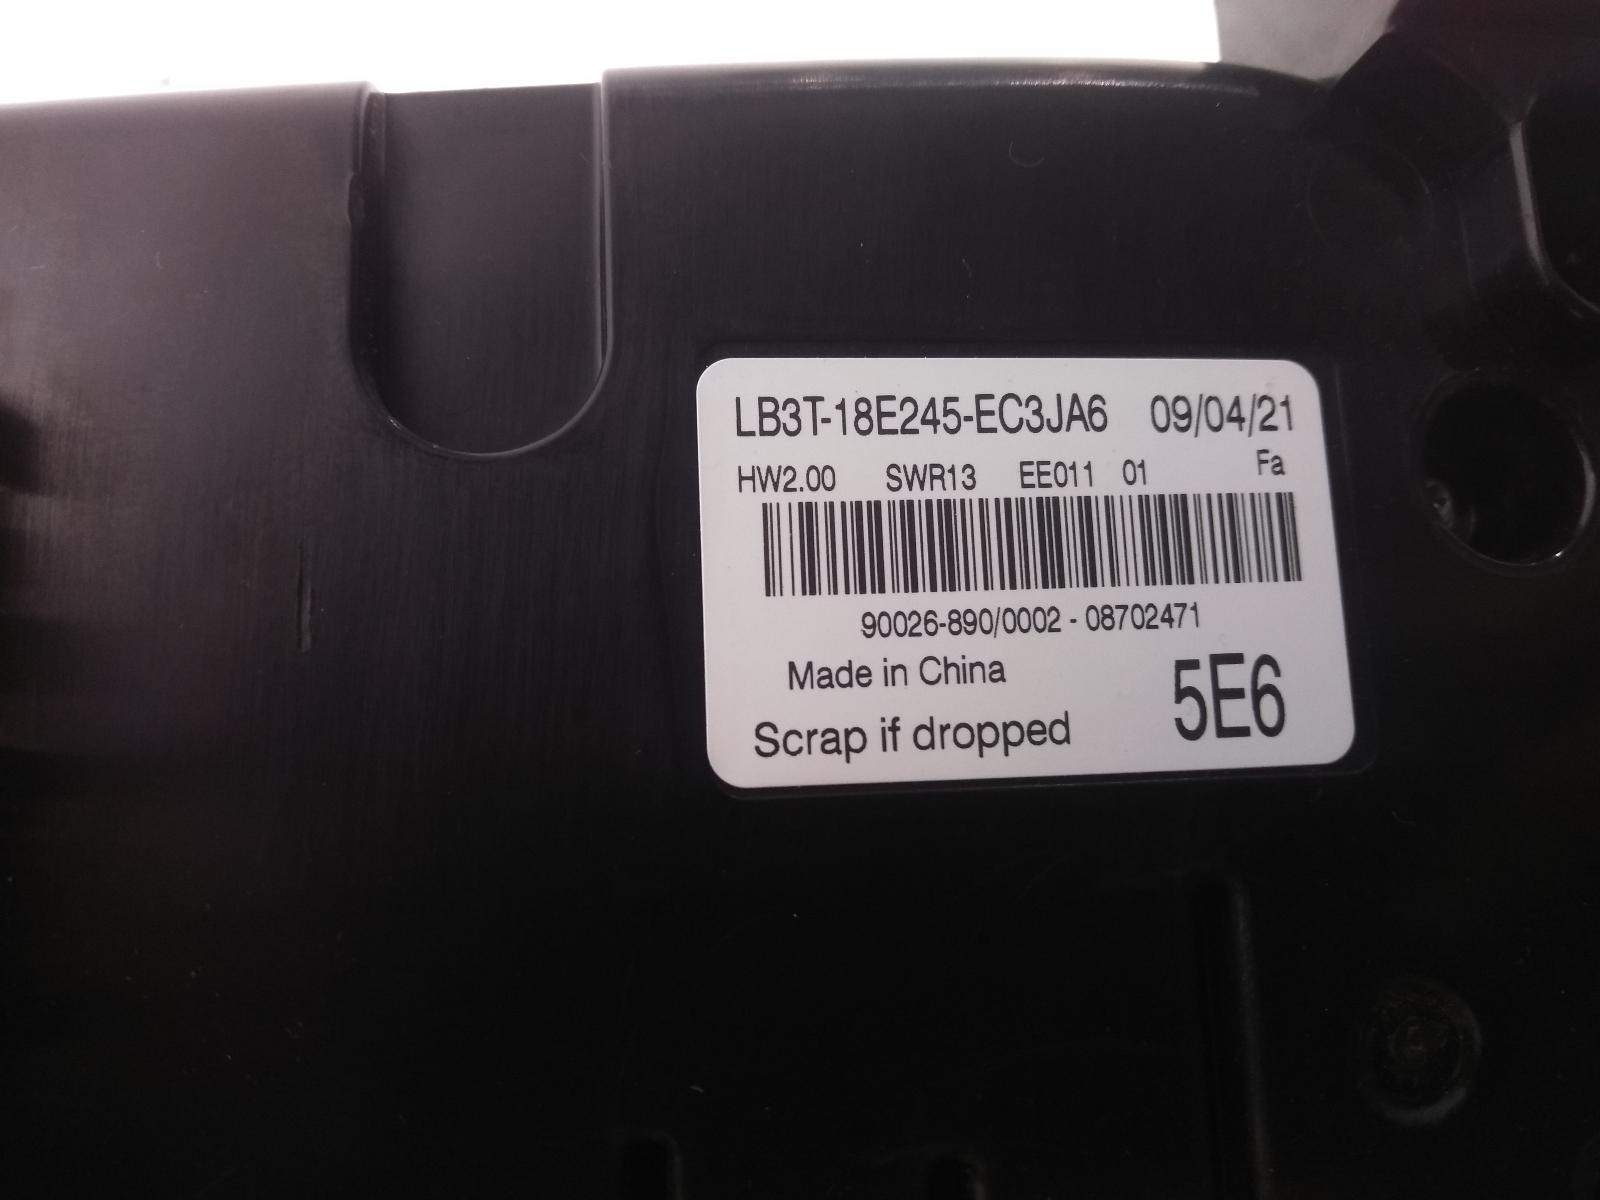 LB3T-18E245-EC3JA6 09/04/21
HW2.00 SWR13 EE011 01 Fa
90026-890/0002 - 08702471
Made in China
5E6
Scrap if dropped